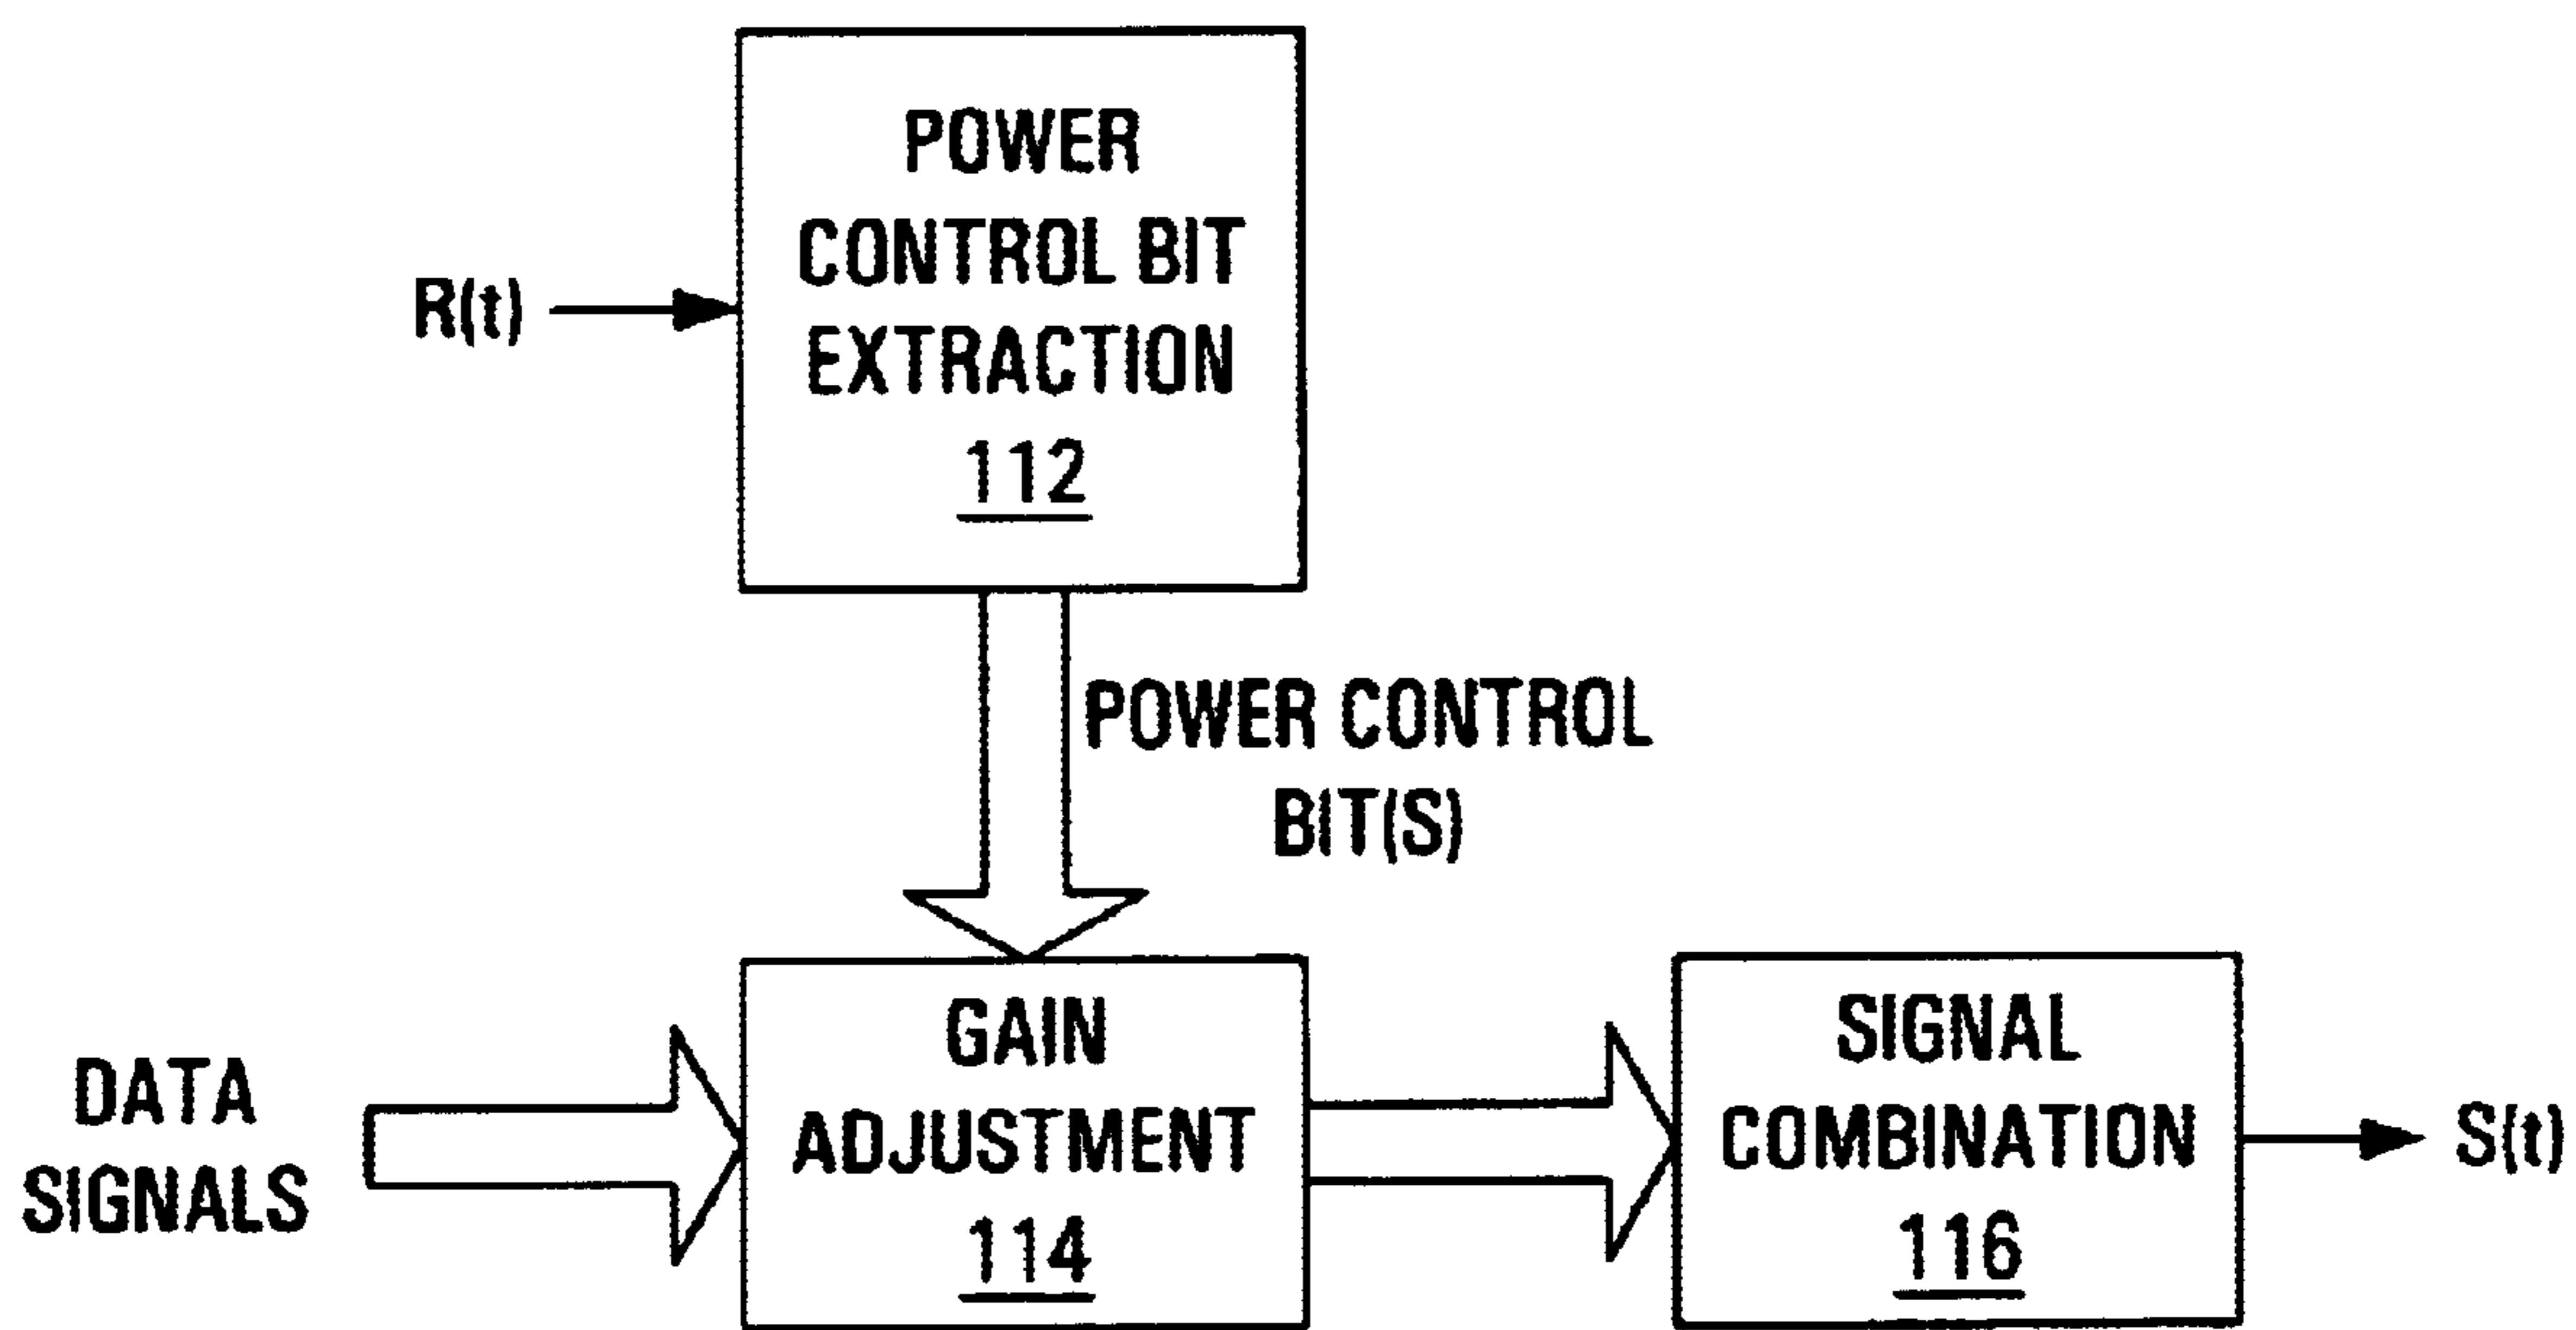 POWER
CONTROL BIT
EXTRACTION
112
R(t)
POWER CONTROL
BIT(S)
DATA
SIGNALS
GAIN
ADJUSTMENT
114
SIGNAL
COMBINATION
116
S(t)